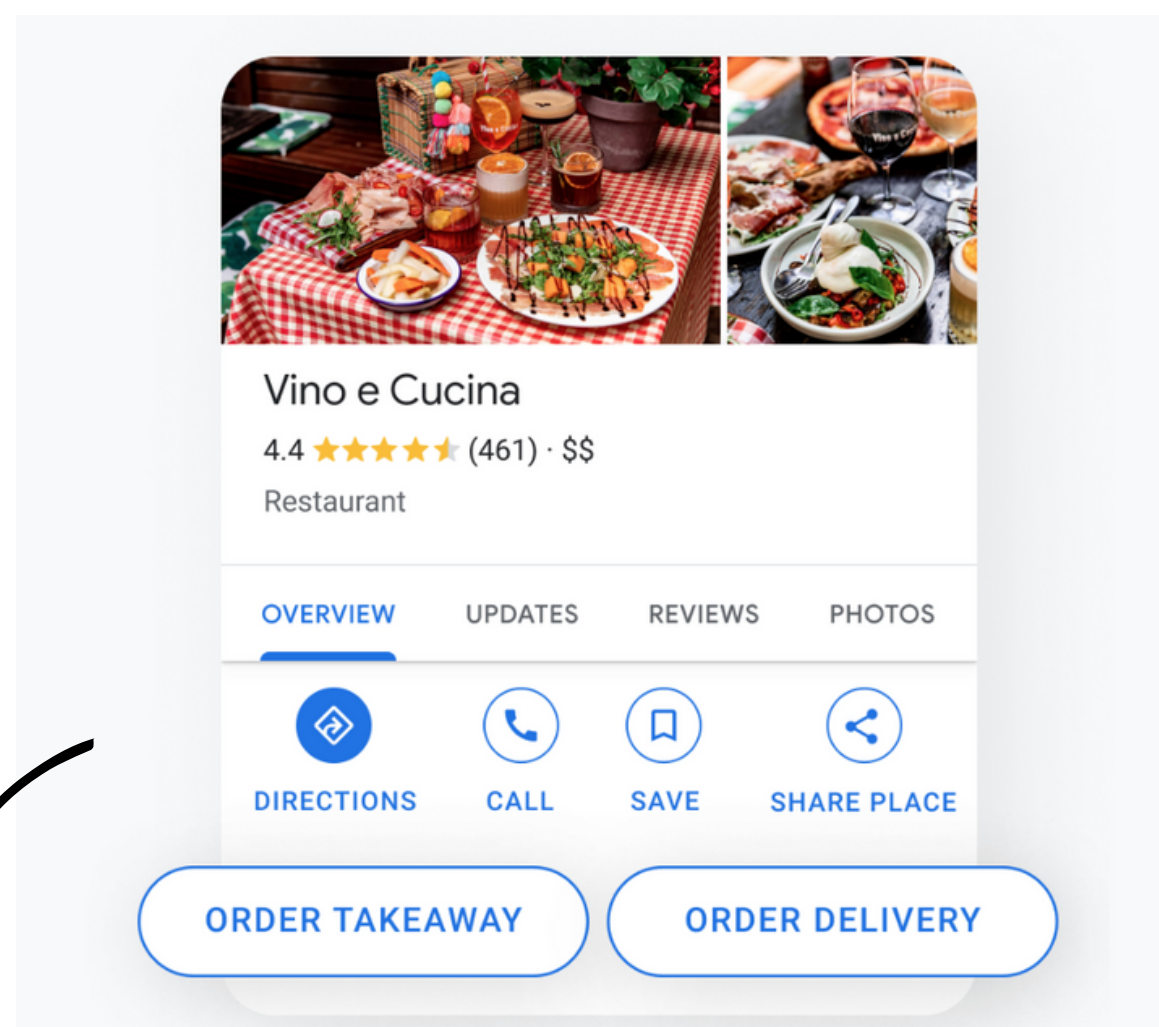 Vino e Cucina
4.4 (461) · $$
Restaurant
OVERVIEW UPDATES REVIEWS PHOTOS
DIRECTIONS CALL SAVE SHARE PLACE
ORDER TAKEAWAY ORDER DELIVERY